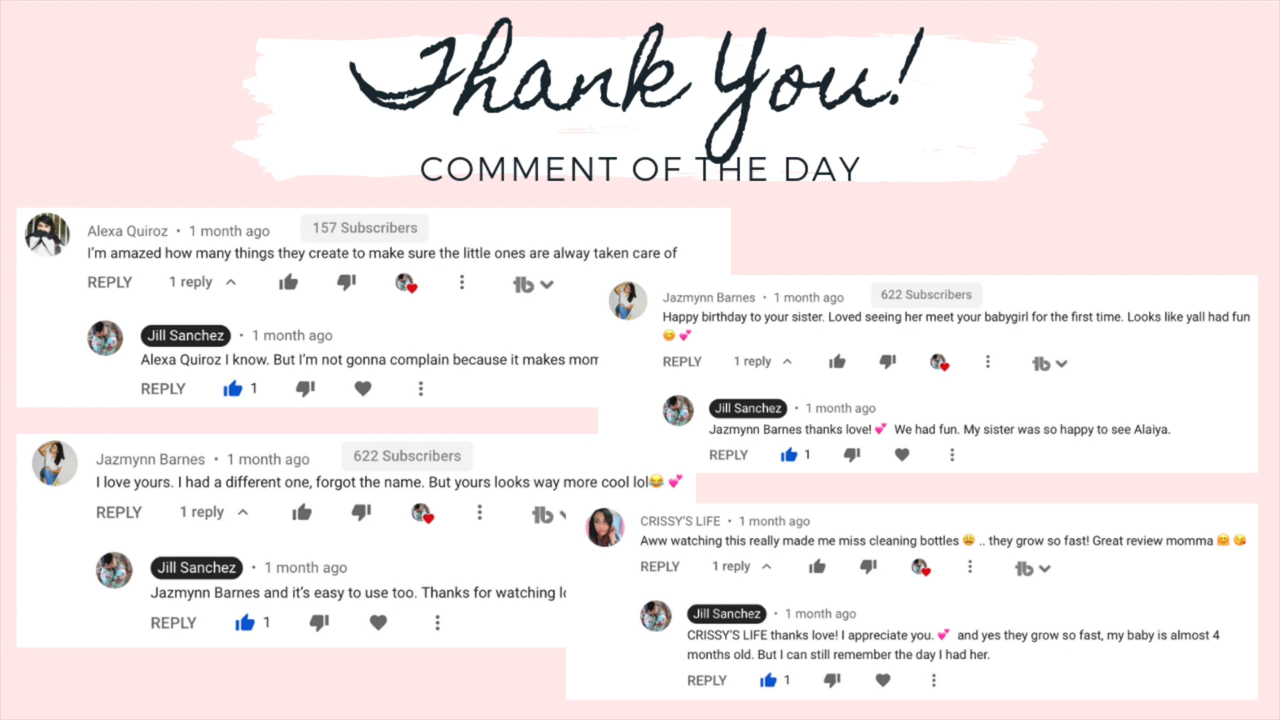 Thank You!
COMMENT OF THE DAY
Alexa Quiroz • 1 month ago 157 Subscribers
I'm amazed how many things they create to make sure the little ones are alway taken care of
REPLY 1 reply
Jill Sanchez • 1 month ago
Alexa Quiroz I know. But I'm not gonna complain because it makes mom
REPLY 1
Jazmynn Barnes • 1 month ago 622 Subscribers
Happy birthday to your sister. Loved seeing her meet your babygirl for the first time. Looks like yall had fun
😊 💕
REPLY 1 reply
Jill Sanchez • 1 month ago
Jazmynn Barnes thanks love! 💕 We had fun. My sister was so happy to see Alaiya.
REPLY 1
Jazmynn Barnes • 1 month ago 622 Subscribers
I love yours. I had a different one, forgot the name. But yours looks way more cool lol😂 💕
REPLY 1 reply
Jill Sanchez • 1 month ago
Jazmynn Barnes and it's easy to use too. Thanks for watching
REPLY 1
CRISSY'S LIFE • 1 month ago
Aww watching this really made me miss cleaning bottles 😩 .. they grow so fast! Great review momma 🤗 😘
REPLY 1 reply
Jill Sanchez • 1 month ago
CRISSY'S LIFE thanks love! I appreciate you. 💕 and yes they grow so fast, my baby is almost 4
months old. But I can still remember the day I had her.
REPLY 1